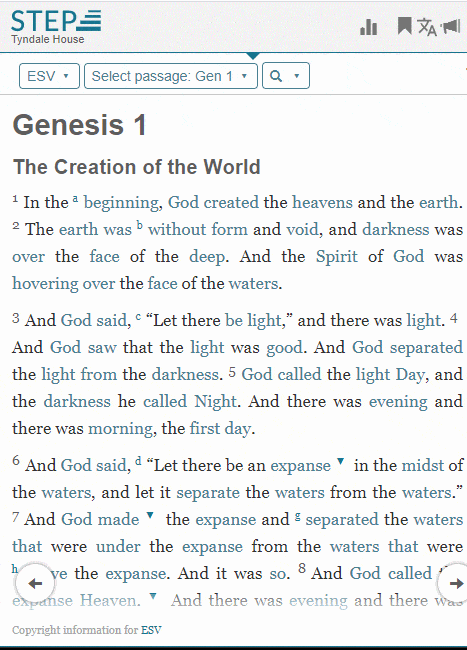 STEP
Tyndale House
ESV Select passage: Gen 1
Genesis 1
The Creation of the World
1 In the a beginning, God created the heavens and the earth.
2 The earth was b without form and void, and darkness was
over the face of the deep. And the Spirit of God was
hovering over the face of the waters.
3 And God said, c “Let there be light,” and there was light. 4
And God saw that the light was good. And God separated
the light from the darkness. 5 God called the light Day, and
the darkness he called Night. And there was evening and
there was morning, the first day.
6 And God said, d “Let there be an expanse ▼ in the midst of
the waters, and let it separate the waters from the waters.”
7 And God made ▼ the expanse and g separated the waters
that were under the expanse from the waters that were
h the expanse. And it was so. 8 And God called
expanse Heaven. ▼ And there was evening and there was
Copyright information for ESV